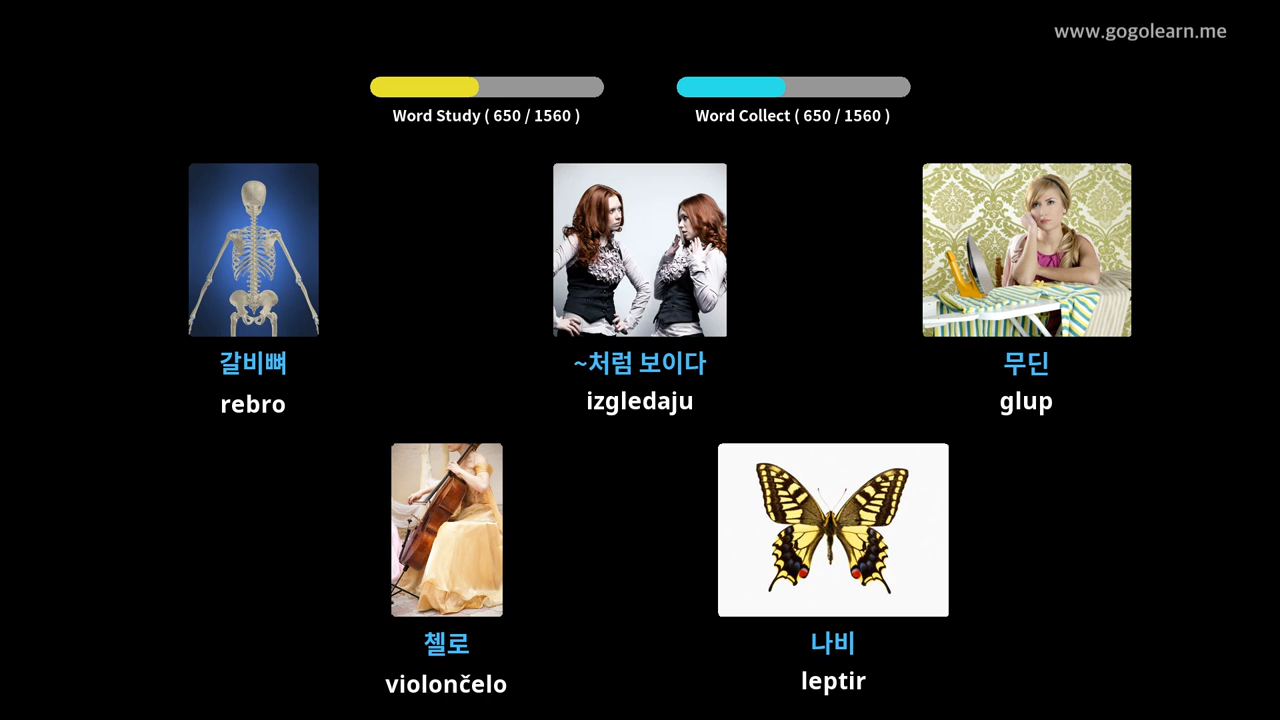 www.gogolearn.me
Word Study ( 650 / 1560 )
Word Collect ( 650 / 1560 )
갈비뼈
rebro
~처럼 보이다
izgledaju
무딘
glup
첼로
violončelo
나비
leptir